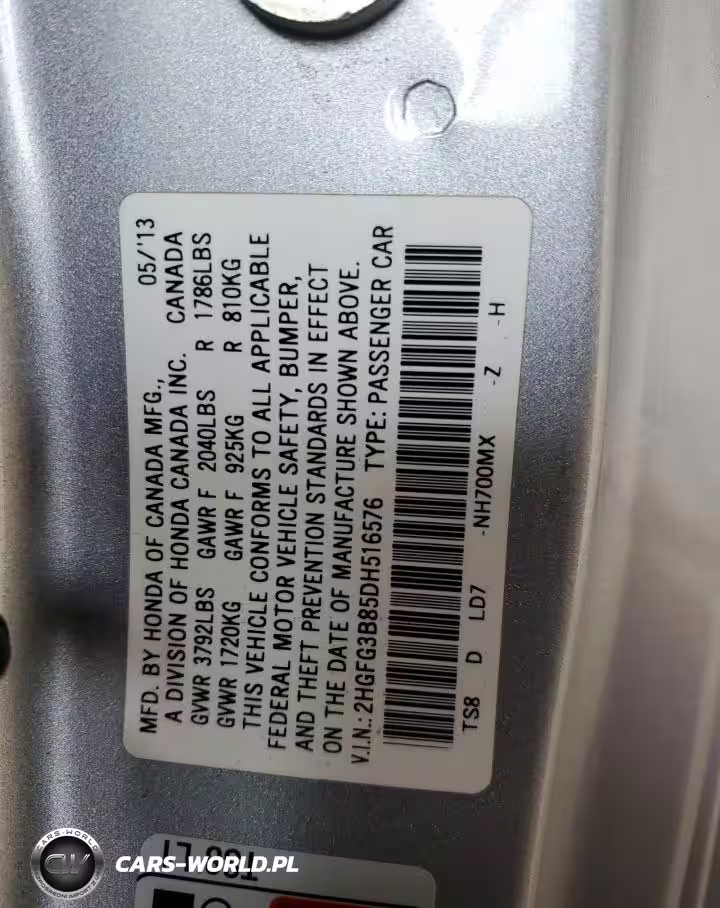 MFD. BY HONDA OF CANADA MFG., 05/'13
A DIVISION OF HONDA CANADA INC. CANADA
GVWR 3792LBS GAWR F 2040LBS R 1786LBS
GVWR 1720KG GAWR F 925KG R 810KG
THIS VEHICLE CONFORMS TO ALL APPLICABLE
FEDERAL MOTOR VEHICLE SAFETY, BUMPER,
AND THEFT PREVENTION STANDARDS IN EFFECT
ON THE DATE OF MANUFACTURE SHOWN ABOVE.
V.I.N.: 2HGFG3B85DH516576 TYPE: PASSENGER CAR
TS8 D LD7 -NH700MX -Z -H
CARS-WORLD.PL
CARS-WORLD